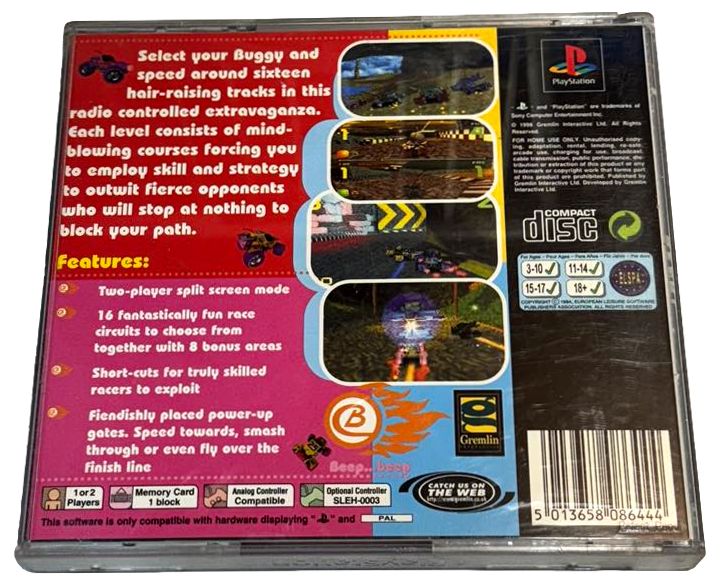 Select your Buggy and
speed around sixteen
hair-raising tracks in this
radio controlled extravaganza.
Each level consists of mind-
blowing courses forcing you
to employ skill and strategy
to outwit fierce opponents
who will stop at nothing to
block your path.
Features:
Two-player split screen mode
16 fantastically fun race
circuits to choose from
together with 8 bonus areas
Short-cuts for truly skilled
racers to exploit
Fiendishly placed power-up
gates. Speed towards, smash
through or even fly over the
finish line
B
Beep.. beep
g
Gremlin
CATCH US ON
THE WEB
http://www.gremlin.co.uk
1 or 2
Players
Memory Card
1 block
Analog Controller
Compatible
Optional Controller
SLEH-0003
This software is only compatible with hardware displaying " " and PAL
PlayStation
" " and "PlayStation" are trademarks of
Sony Computer Entertainment Inc.
© 1998 Gremlin Interactive Ltd. All Rights
Reserved.
FOR HOME USE ONLY. Unauthorised copy-
ing, adaptation, rental, lending, re-sale,
arcade use, charging for use, broadcast,
cable transmission, public performance, dis-
tribution or extraction of this product or any
trademark or copyright work that forms part
of this product are prohibited. Published by
Gremlin Interactive Ltd. Developed by Gremlin
Interactive Ltd.
COMPACT
disc
3-10 11-14
15-17 18+
ELSPA
COPYRIGHT © 1994, EUROPEAN LEISURE SOFTWARE
PUBLISHERS ASSOCIATION. ALL RIGHTS RESERVED
5 013658 086444